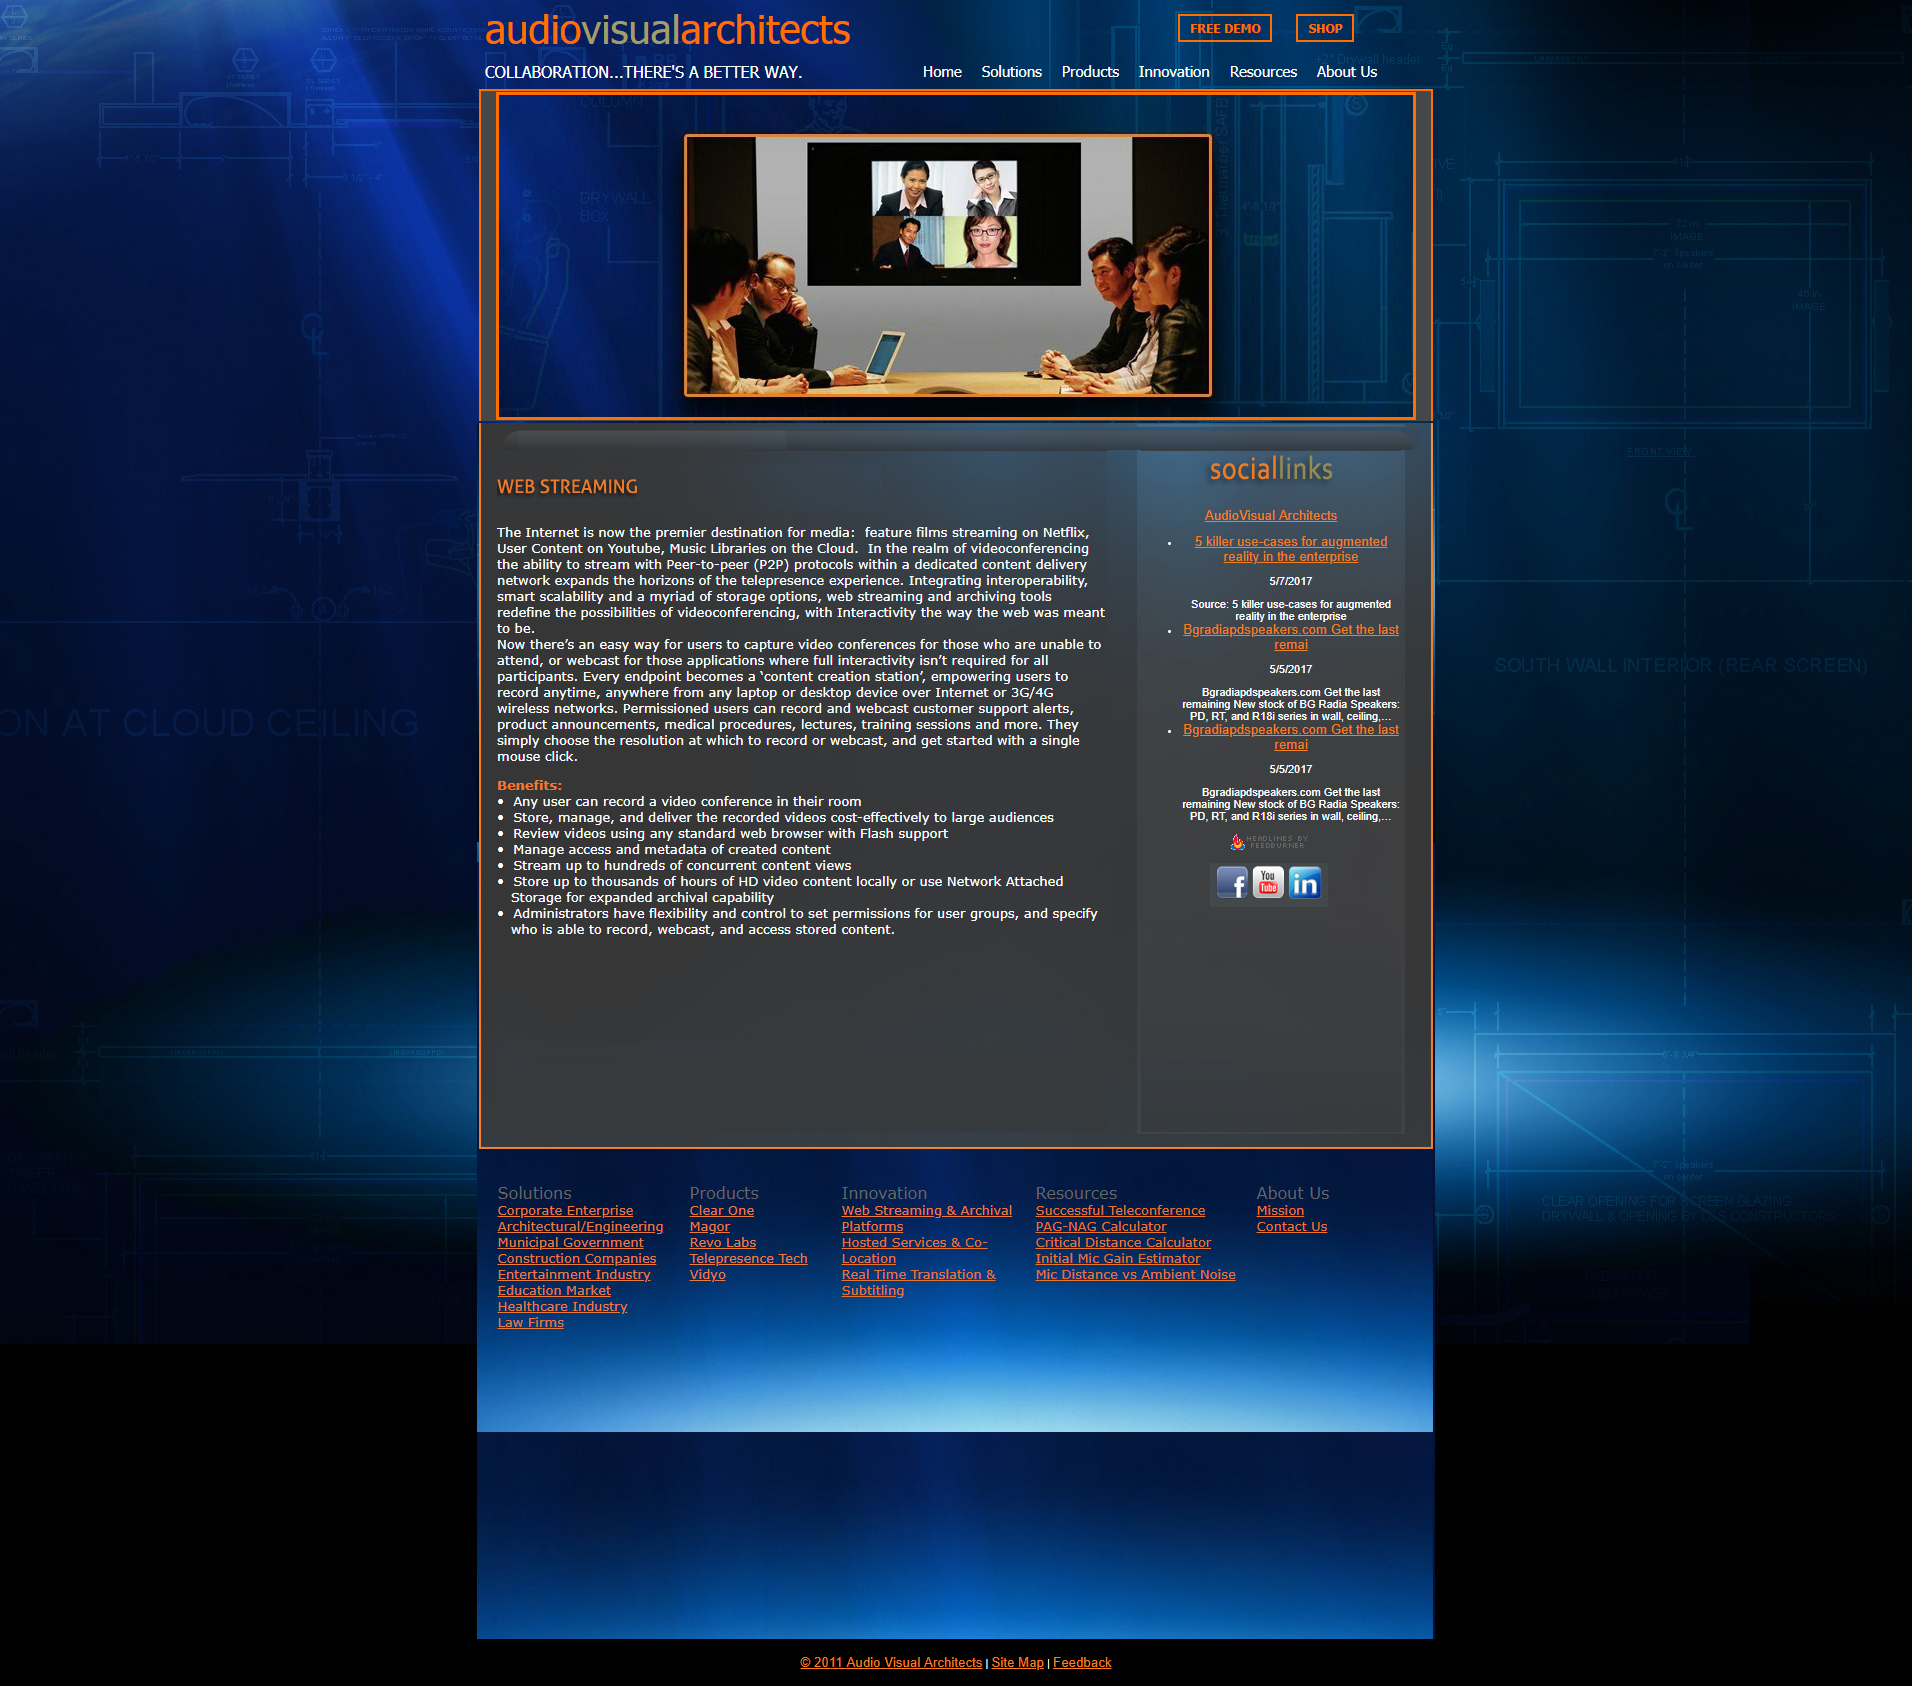 audiovisualarchitects
FREE DEMO
SHOP
COLLABORATION...THERE'S A BETTER WAY.
Home
Solutions
Products
Innovation
Resources
About Us
WEB STREAMING
The Internet is now the premier destination for media:  feature films streaming on Netflix,
User Content on Youtube, Music Libraries on the Cloud.  In the realm of videoconferencing
the ability to stream with Peer-to-peer (P2P) protocols within a dedicated content delivery
network expands the horizons of the telepresence experience. Integrating interoperability,
smart scalability and a myriad of storage options, web streaming and archiving tools
redefine the possibilities of videoconferencing, with Interactivity the way the web was meant
to be.
Now there’s an easy way for users to capture video conferences for those who are unable to
attend, or webcast for those applications where full interactivity isn’t required for all
participants. Every endpoint becomes a ‘content creation station’, empowering users to
record anytime, anywhere from any laptop or desktop device over Internet or 3G/4G
wireless networks. Permissioned users can record and webcast customer support alerts,
product announcements, medical procedures, lectures, training sessions and more. They
simply choose the resolution at which to record or webcast, and get started with a single
mouse click.
Benefits:
• Any user can record a video conference in their room
• Store, manage, and deliver the recorded videos cost-effectively to large audiences
• Review videos using any standard web browser with Flash support
• Manage access and metadata of created content
• Stream up to hundreds of concurrent content views
• Store up to thousands of hours of HD video content locally or use Network Attached
Storage for expanded archival capability
• Administrators have flexibility and control to set permissions for user groups, and specify
who is able to record, webcast, and access stored content.
sociallinks
AudioVisual Architects
• 5 killer use-cases for augmented
reality in the enterprise
5/7/2017
Source: 5 killer use-cases for augmented
reality in the enterprise
• Bgradiapdspeakers.com Get the last
remai
5/5/2017
Bgradiapdspeakers.com Get the last
remaining New stock of BG Radia Speakers:
PD, RT, and R18i series in wall, ceiling,...
• Bgradiapdspeakers.com Get the last
remai
5/5/2017
Bgradiapdspeakers.com Get the last
remaining New stock of BG Radia Speakers:
PD, RT, and R18i series in wall, ceiling,...
HEADLINES BY
FEEDBURNER
f
You
Tube
in
ON AT CLOUD CEILING
SOUTH WALL INTERIOR (REAR SCREEN)
DRYWALL
BOX
FRONT VIEW
CLEAR OPENING FOR SCREEN GLAZING
Solutions
Corporate Enterprise
Architectural/Engineering
Municipal Government
Construction Companies
Entertainment Industry
Education Market
Healthcare Industry
Law Firms
Products
Clear One
Magor
Revo Labs
Telepresence Tech
Vidyo
Innovation
Web Streaming & Archival
Platforms
Hosted Services & Co-
Location
Real Time Translation &
Subtitling
Resources
Successful Teleconference
PAG-NAG Calculator
Critical Distance Calculator
Initial Mic Gain Estimator
Mic Distance vs Ambient Noise
About Us
Mission
Contact Us
© 2011 Audio Visual Architects | Site Map | Feedback